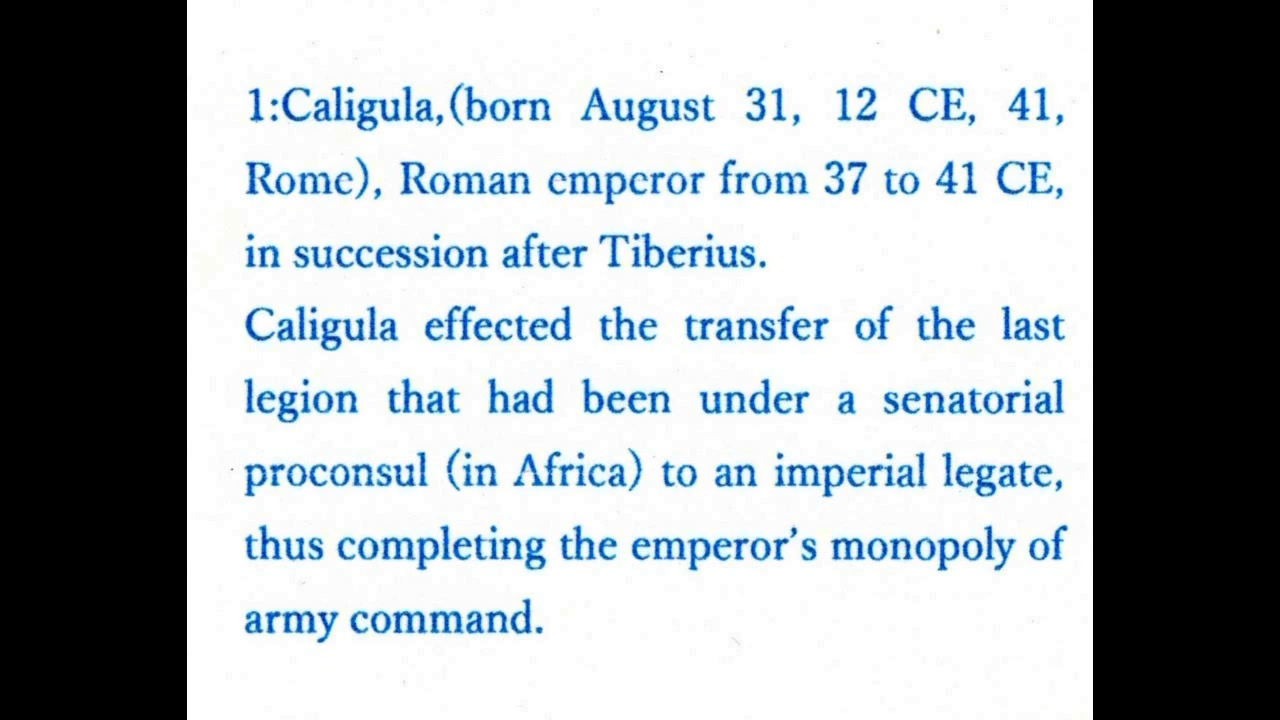 1:Caligula,(born August 31, 12 CE, 41,
Rome), Roman emperor from 37 to 41 CE,
in succession after Tiberius.
Caligula effected the transfer of the last
legion that had been under a senatorial
proconsul (in Africa) to an imperial legate,
thus completing the emperor’s monopoly of
army command.